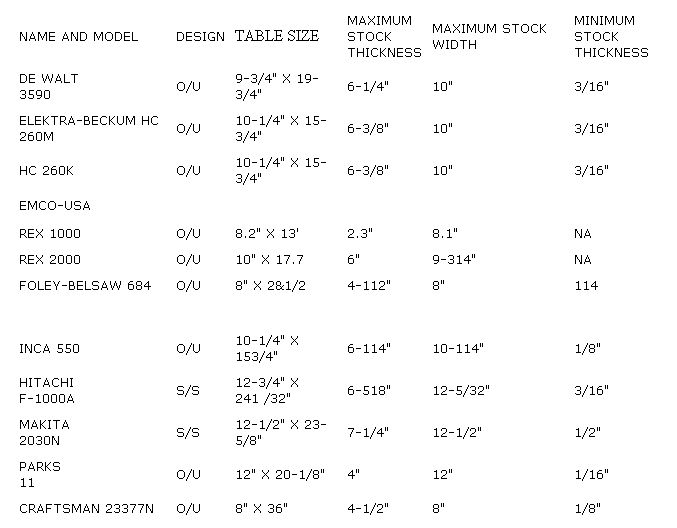 NAME AND MODEL DESIGN TABLE SIZE MAXIMUM STOCK THICKNESS MAXIMUM STOCK WIDTH MINIMUM STOCK THICKNESS
DE WALT 3590 O/U 9-3/4" X 19-3/4" 6-1/4" 10" 3/16"
ELEKTRA-BECKUM HC 260M O/U 10-1/4" X 15-3/4" 6-3/8" 10" 3/16"
HC 260K O/U 10-1/4" X 15-3/4" 6-3/8" 10" 3/16"
EMCO-USA
REX 1000 O/U 8.2" X 13' 2.3" 8.1" NA
REX 2000 O/U 10" X 17.7 6" 9-314" NA
FOLEY-BELSAW 684 O/U 8" X 2&1/2 4-112" 8" 114
INCA 550 O/U 10-1/4" X 153/4" 6-114" 10-114" 1/8"
HITACHI F-1000A S/S 12-3/4" X 241 /32" 6-518" 12-5/32" 3/16"
MAKITA 2030N S/S 12-1/2" X 23-5/8" 7-1/4" 12-1/2" 1/2"
PARKS 11 O/U 12" X 20-1/8" 4" 12" 1/16"
CRAFTSMAN 23377N O/U 8" X 36" 4-1/2" 8" 1/8"